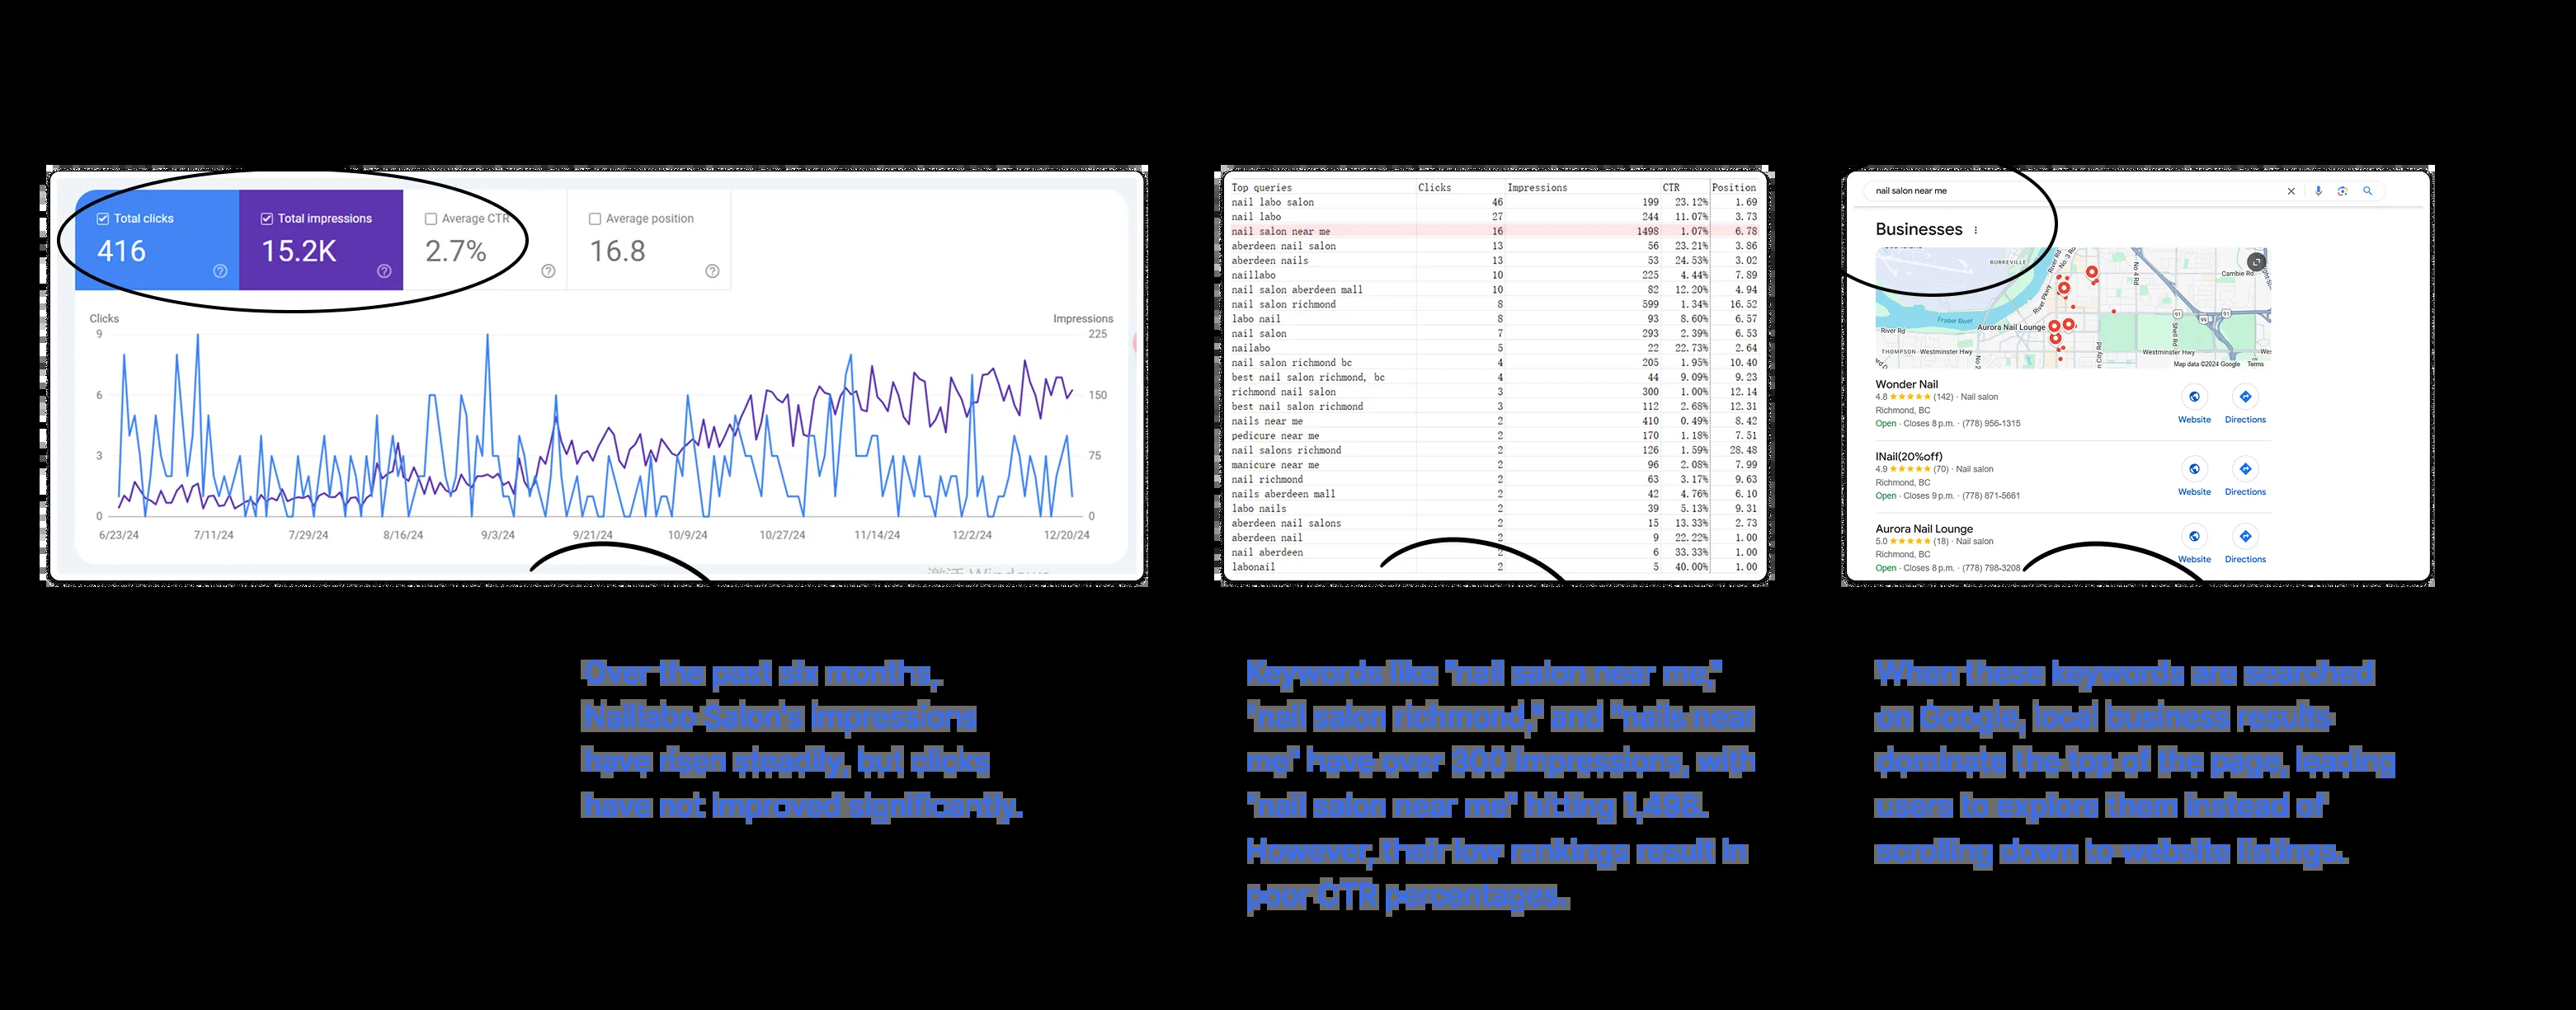 Total clicks
416
Total impressions
15.2K
Average CTR
2.7%
Average position
16.8
Clicks
Impressions
9
225
6
150
3
75
0
0
6/23/24 7/11/24 7/29/24 8/16/24 9/3/24 9/21/24 10/9/24 10/27/24 11/14/24 12/2/24 12/20/24
激活 Windows
Top queries Clicks Impressions CTR Position
nail labo salon 46 199 23.12% 1.69
nail labo 27 244 11.07% 3.73
nail salon near me 16 1498 1.07% 6.78
aberdeen nail salon 13 56 23.21% 3.86
aberdeen nails 13 53 24.53% 3.02
naillabo 10 225 4.44% 7.89
nail salon aberdeen mall 10 82 12.20% 4.94
nail salon richmond 8 599 1.34% 16.52
labo nail 8 93 8.60% 6.57
nail salon 7 293 2.39% 6.53
nailabo 5 22 22.73% 2.64
nail salon richmond bc 4 205 1.95% 10.40
best nail salon richmond, bc 4 44 9.09% 9.23
richmond nail salon 3 300 1.00% 12.14
best nail salon richmond 3 112 2.68% 12.31
nails near me 2 410 0.49% 8.42
pedicure near me 2 170 1.18% 7.51
nail salons richmond 2 126 1.59% 28.48
manicure near me 2 96 2.08% 7.99
nail richmond 2 63 3.17% 9.63
nails aberdeen mall 2 42 4.76% 6.10
labo nails 2 39 5.13% 9.31
aberdeen nail salons 2 15 13.33% 2.73
aberdeen nail 2 9 22.22% 1.00
nail aberdeen 2 6 33.33% 1.00
labonail 2 5 40.00% 1.00
nail salon near me
Businesses
BURKEVILLE
River Rd
No. 3 Rd
No 4 Rd
Cambie Rd
River Pkwy
Fraser River
Aurora Nail Lounge
River Rd
91
99
91
Shell Rd
THOMPSON
Westminster Hwy
Westminster Hwy
Map data ©2024 Google Terms
Wonder Nail
4.8 (142) · Nail salon
Richmond, BC
Open · Closes 8 p.m. · (778) 956-1315
Website Directions
INail(20%off)
4.9 (70) · Nail salon
Richmond, BC
Open · Closes 9 p.m. · (778) 871-5661
Website Directions
Aurora Nail Lounge
5.0 (18) · Nail salon
Richmond, BC
Open · Closes 8 p.m. · (778) 798-3208
Website Directions
Over the past six months,
Naillabo Salon's impressions
have risen steadily, but clicks
have not improved significantly.
Keywords like "nail salon near me,"
"nail salon richmond," and "nails near
me" have over 300 impressions, with
"nail salon near me" hitting 1,498.
However, their low rankings result in
poor CTR percentages.
When these keywords are searched
on Google, local business results
dominate the top of the page, leading
users to explore them instead of
scrolling down to website listings.